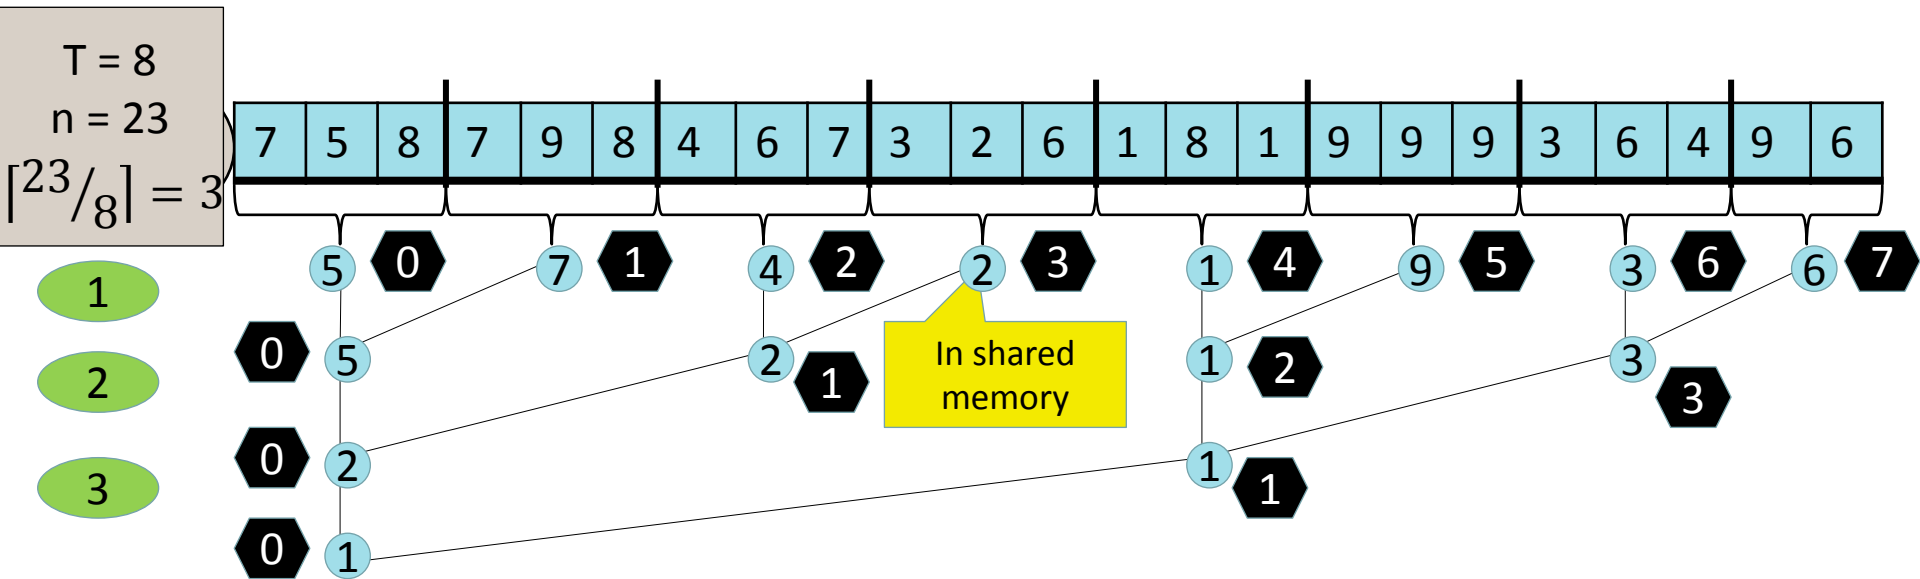 T = 8
n = 23
⌈23/8⌉ = 3
7 5 8 7 9 8 4 6 7 3 2 6 1 8 1 9 9 9 3 6 4 9 6
5 0 7 1 4 2 2 3 1 4 9 5 3 6 6 7
1
0 5 2 1 1 2 3 3
In shared
memory
2
0 2 1 1
3
0 1